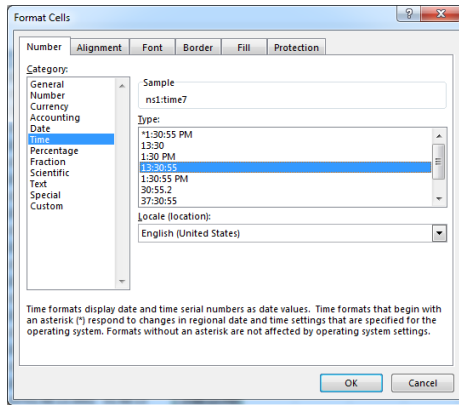 Format Cells
Number Alignment Font Border Fill Protection
Category:
General
Number
Currency
Accounting
Date
Time
Percentage
Fraction
Scientific
Text
Special
Custom
Sample
ns1:time7
Type:
*1:30:55 PM
13:30
1:30 PM
13:30:55
1:30:55 PM
30:55.2
37:30:55
Locale (location):
English (United States)
Time formats display date and time serial numbers as date values. Time formats that begin with
an asterisk (*) respond to changes in regional date and time settings that are specified for the
operating system. Formats without an asterisk are not affected by operating system settings.
OK Cancel